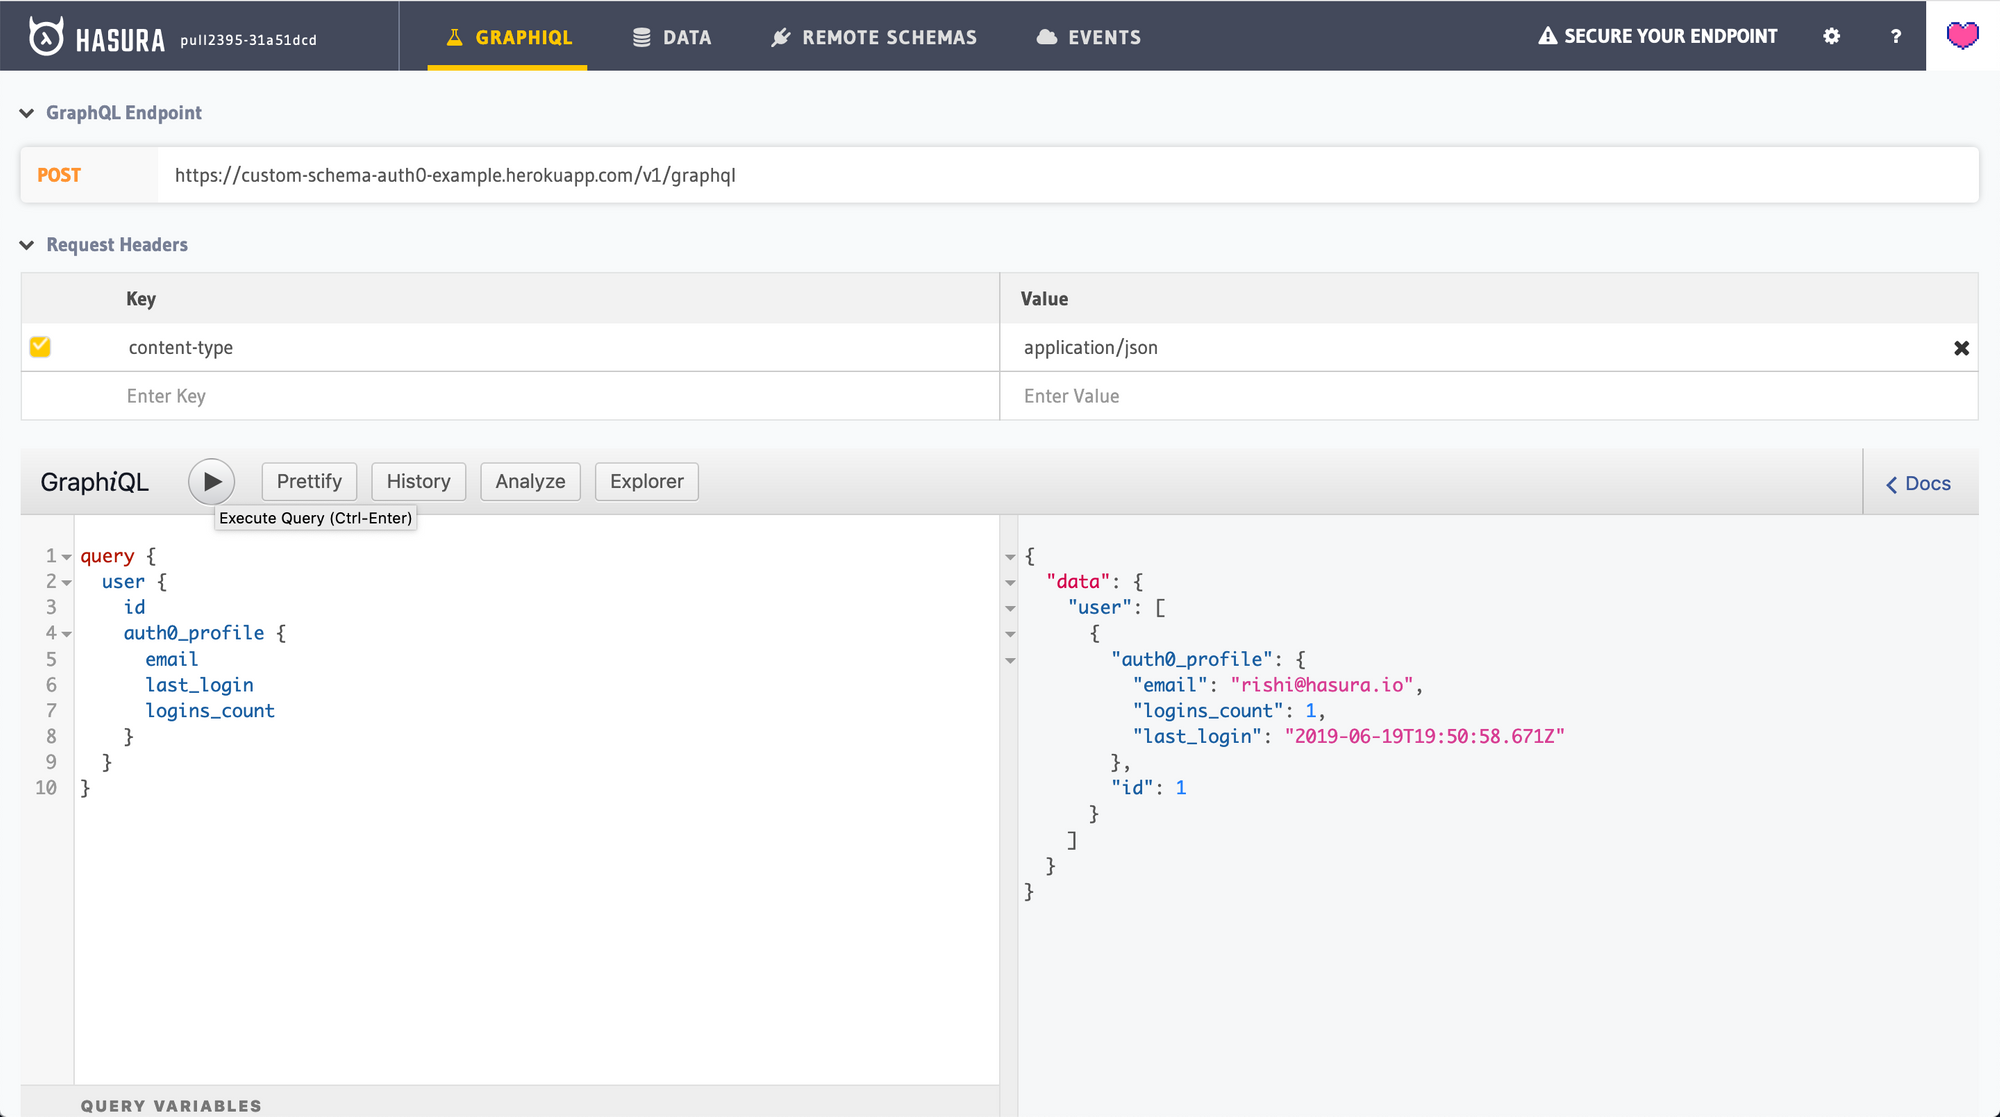 HASURA pull2395-31a51dcd GRAPHIQL DATA REMOTE SCHEMAS EVENTS SECURE YOUR ENDPOINT ?
GraphQL Endpoint
POST https://custom-schema-auth0-example.herokuapp.com/v1/graphql
Request Headers
Key Value
content-type application/json
Enter Key Enter Value
GraphiQL Prettify History Analyze Explorer Docs
Execute Query (Ctrl-Enter)
1 query {
2 user {
3 id
4 auth0_profile {
5 email
6 last_login
7 logins_count
8 }
9 }
10 }
{
"data": {
"user": [
{
"auth0_profile": {
"email": "rishi@hasura.io",
"logins_count": 1,
"last_login": "2019-06-19T19:50:58.671Z"
},
"id": 1
}
]
}
}
QUERY VARIABLES